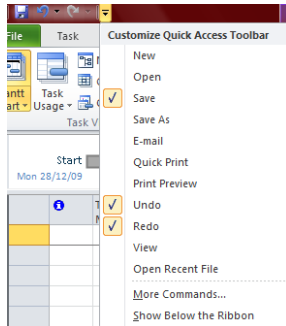 File Task
Customize Quick Access Toolbar
New
Open
Save
Save As
E-mail
Quick Print
Print Preview
Undo
Redo
View
Open Recent File
More Commands...
Show Below the Ribbon
Task
Usage
Task V
Start
Mon 28/12/09